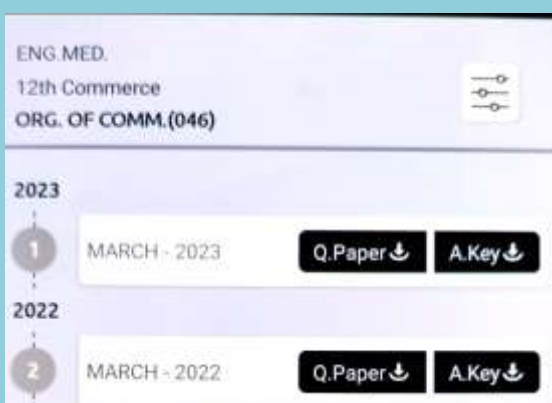 ENG.MED.
12th Commerce
ORG. OF COMM.(046)
2023
1
MARCH - 2023
Q.Paper
A.Key
2022
2
MARCH - 2022
Q.Paper
A.Key